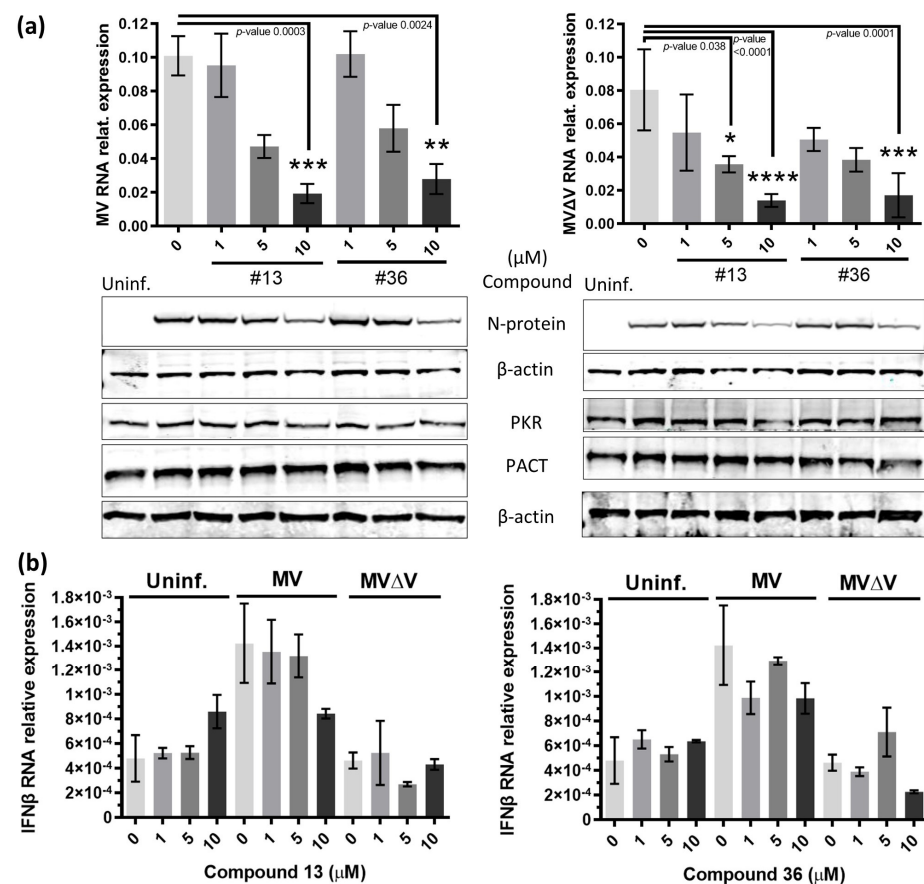 (a)
MV RNA relat. expression
0.12
0.10
0.08
0.06
0.04
0.02
0.00
p-value 0.0003
p-value 0.0024
***
**
0 1 5 10 1 5 10
#13 #36
MVΔV RNA relat. expression
0.12
0.10
0.08
0.06
0.04
0.02
0.00
p-value 0.038
p-value
<0.0001
p-value 0.0001
*
****
***
0 1 5 10 1 5 10
#13 #36
(μM)
Compound
Uninf.
Uninf.
N-protein
β-actin
PKR
PACT
β-actin
(b)
Uninf. MV MVΔV
IFNβ RNA relative expression
1.8×10⁻³
1.6×10⁻³
1.4×10⁻³
1.2×10⁻³
1×10⁻³
8×10⁻⁴
6×10⁻⁴
4×10⁻⁴
2×10⁻⁴
0
0 1 5 10 0 1 5 10 0 1 5 10
Compound 13 (μM)
Uninf. MV MVΔV
IFNβ RNA relative expression
1.8×10⁻³
1.6×10⁻³
1.4×10⁻³
1.2×10⁻³
1×10⁻³
8×10⁻⁴
6×10⁻⁴
4×10⁻⁴
2×10⁻⁴
0
0 1 5 10 0 1 5 10 0 1 5 10
Compound 36 (μM)